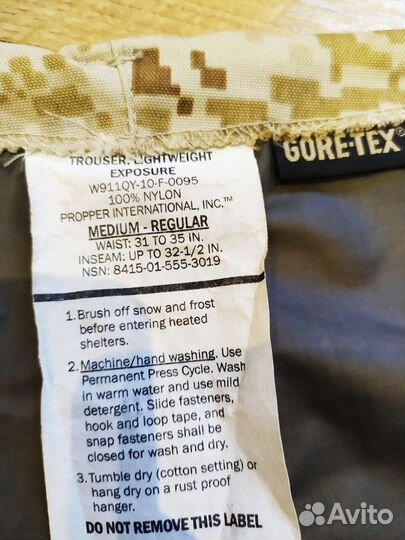 TROUSER, LIGHTWEIGHT
EXPOSURE
W911QY-10-F-0095
100% NYLON
PROPPER INTERNATIONAL, INC.™
MEDIUM - REGULAR
WAIST: 31 TO 35 IN.
INSEAM: UP TO 32-1/2 IN.
NSN: 8415-01-555-3019
1. Brush off snow and frost
before entering heated
shelters.
2. Machine/hand washing. Use
Permanent Press Cycle. Wash
in warm water and use mild
detergent. Slide fasteners,
hook and loop tape, and
snap fasteners shall be
closed for wash and dry.
3. Tumble dry (cotton setting) or
hang dry on a rust proof
hanger.
DO NOT REMOVE THIS LABEL
GORE-TEX
Avito